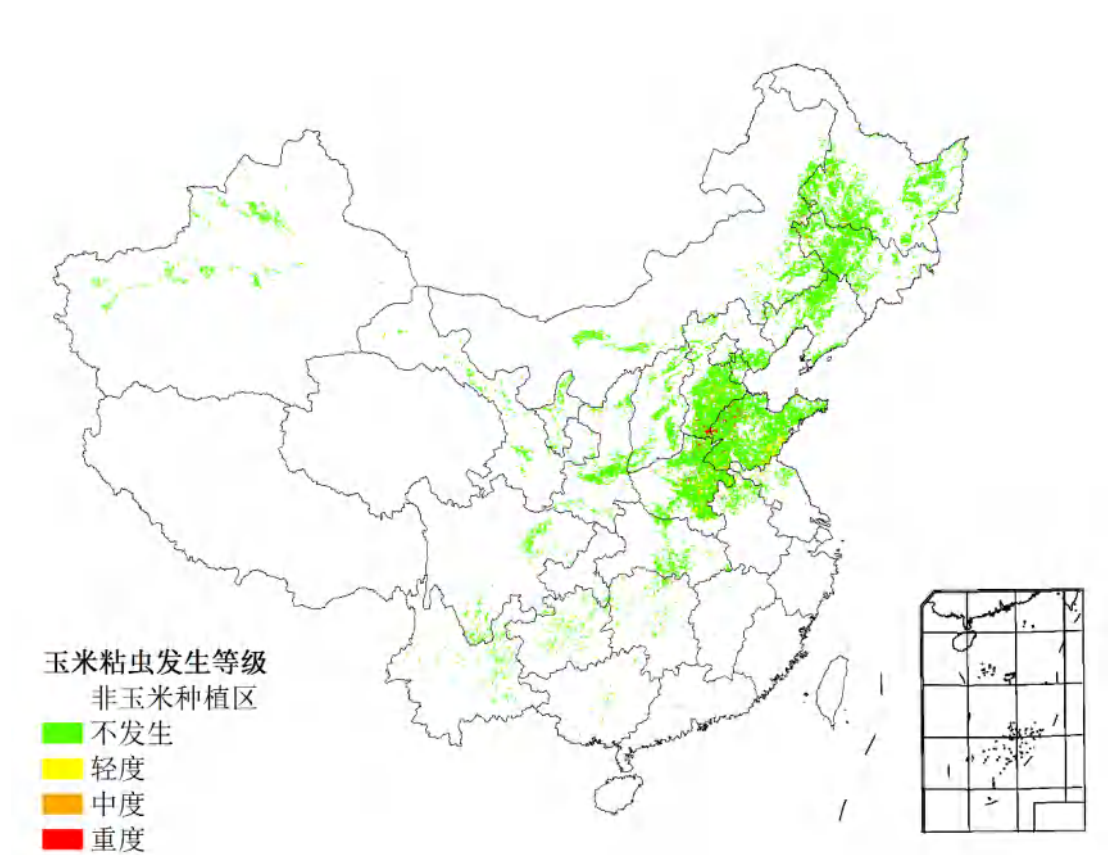 玉米粘虫发生等级
非玉米种植区
不发生
轻度
中度
重度